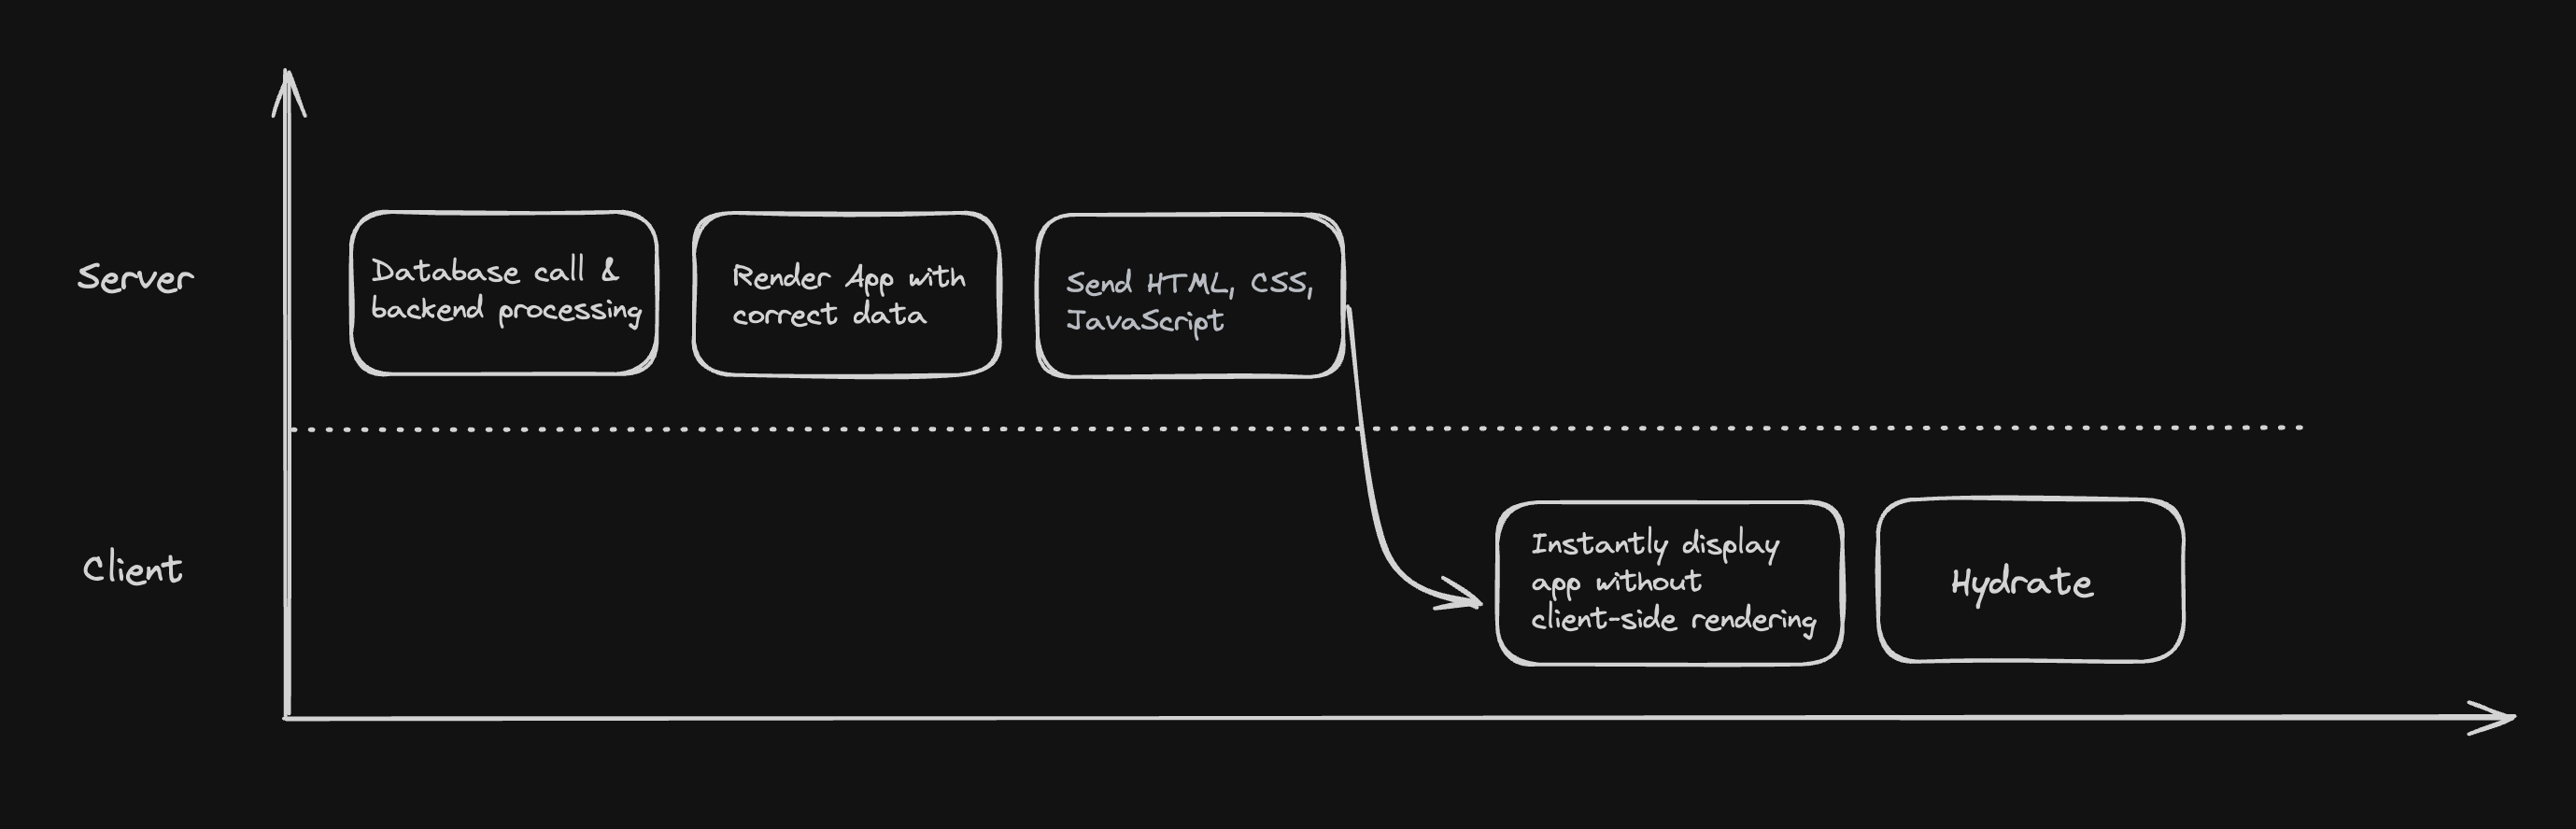 Server
Database call &
backend processing
Render App with
correct data
Send HTML, CSS,
JavaScript
Client
Instantly display
app without
client-side rendering
Hydrate